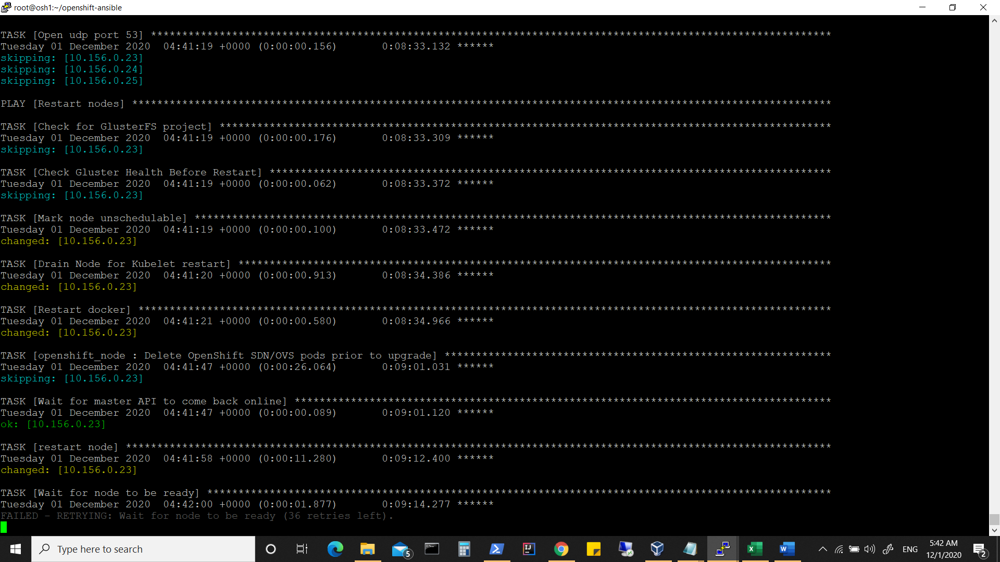 root@osh1:~/openshift-ansible
TASK [Open udp port 53] *************************************************************************************************************
Tuesday 01 December 2020  04:41:19 +0000 (0:00:00.156)       0:08:33.132 ******
skipping: [10.156.0.23]
skipping: [10.156.0.24]
skipping: [10.156.0.25]
PLAY [Restart nodes] ****************************************************************************************************************
TASK [Check for GlusterFS project] **************************************************************************************************
Tuesday 01 December 2020  04:41:19 +0000 (0:00:00.176)       0:08:33.309 ******
skipping: [10.156.0.23]
TASK [Check Gluster Health Before Restart] ******************************************************************************************
Tuesday 01 December 2020  04:41:19 +0000 (0:00:00.062)       0:08:33.372 ******
skipping: [10.156.0.23]
TASK [Mark node unschedulable] ******************************************************************************************************
Tuesday 01 December 2020  04:41:19 +0000 (0:00:00.100)       0:08:33.472 ******
changed: [10.156.0.23]
TASK [Drain Node for Kubelet restart] ***********************************************************************************************
Tuesday 01 December 2020  04:41:20 +0000 (0:00:00.913)       0:08:34.386 ******
changed: [10.156.0.23]
TASK [Restart docker] ***************************************************************************************************************
Tuesday 01 December 2020  04:41:21 +0000 (0:00:00.580)       0:08:34.966 ******
changed: [10.156.0.23]
TASK [openshift_node : Delete OpenShift SDN/OVS pods prior to upgrade] **************************************************************
Tuesday 01 December 2020  04:41:47 +0000 (0:00:26.064)       0:09:01.031 ******
skipping: [10.156.0.23]
TASK [Wait for master API to come back online] **************************************************************************************
Tuesday 01 December 2020  04:41:47 +0000 (0:00:00.089)       0:09:01.120 ******
ok: [10.156.0.23]
TASK [restart node] *****************************************************************************************************************
Tuesday 01 December 2020  04:41:58 +0000 (0:00:11.280)       0:09:12.400 ******
changed: [10.156.0.23]
TASK [Wait for node to be ready] ****************************************************************************************************
Tuesday 01 December 2020  04:42:00 +0000 (0:00:01.877)       0:09:14.277 ******
FAILED - RETRYING: Wait for node to be ready (36 retries left).
Type here to search
5
ENG
5:42 AM
12/1/2020
2